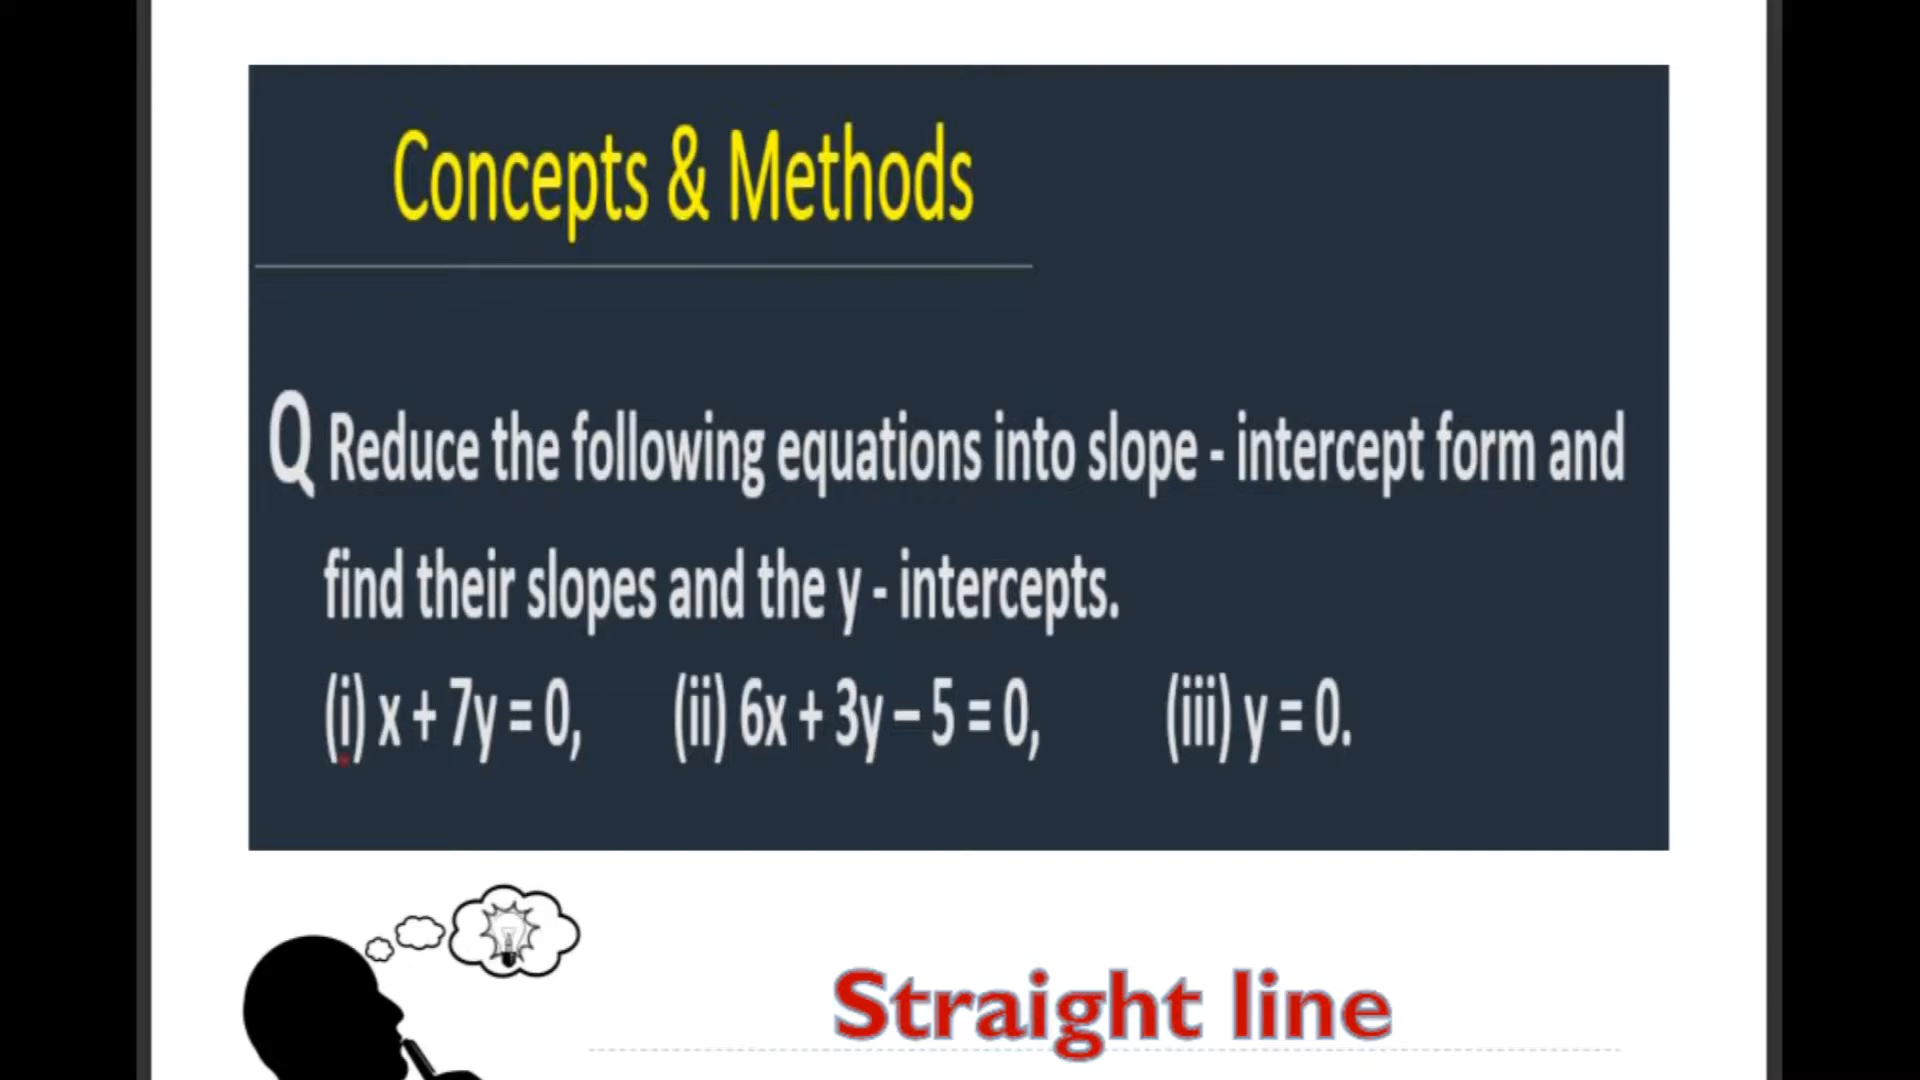 Concepts & Methods
Q Reduce the following equations into slope - intercept form and
find their slopes and the y - intercepts.
(i) x + 7y = 0, (ii) 6x + 3y – 5 = 0, (iii) y = 0.
Straight line